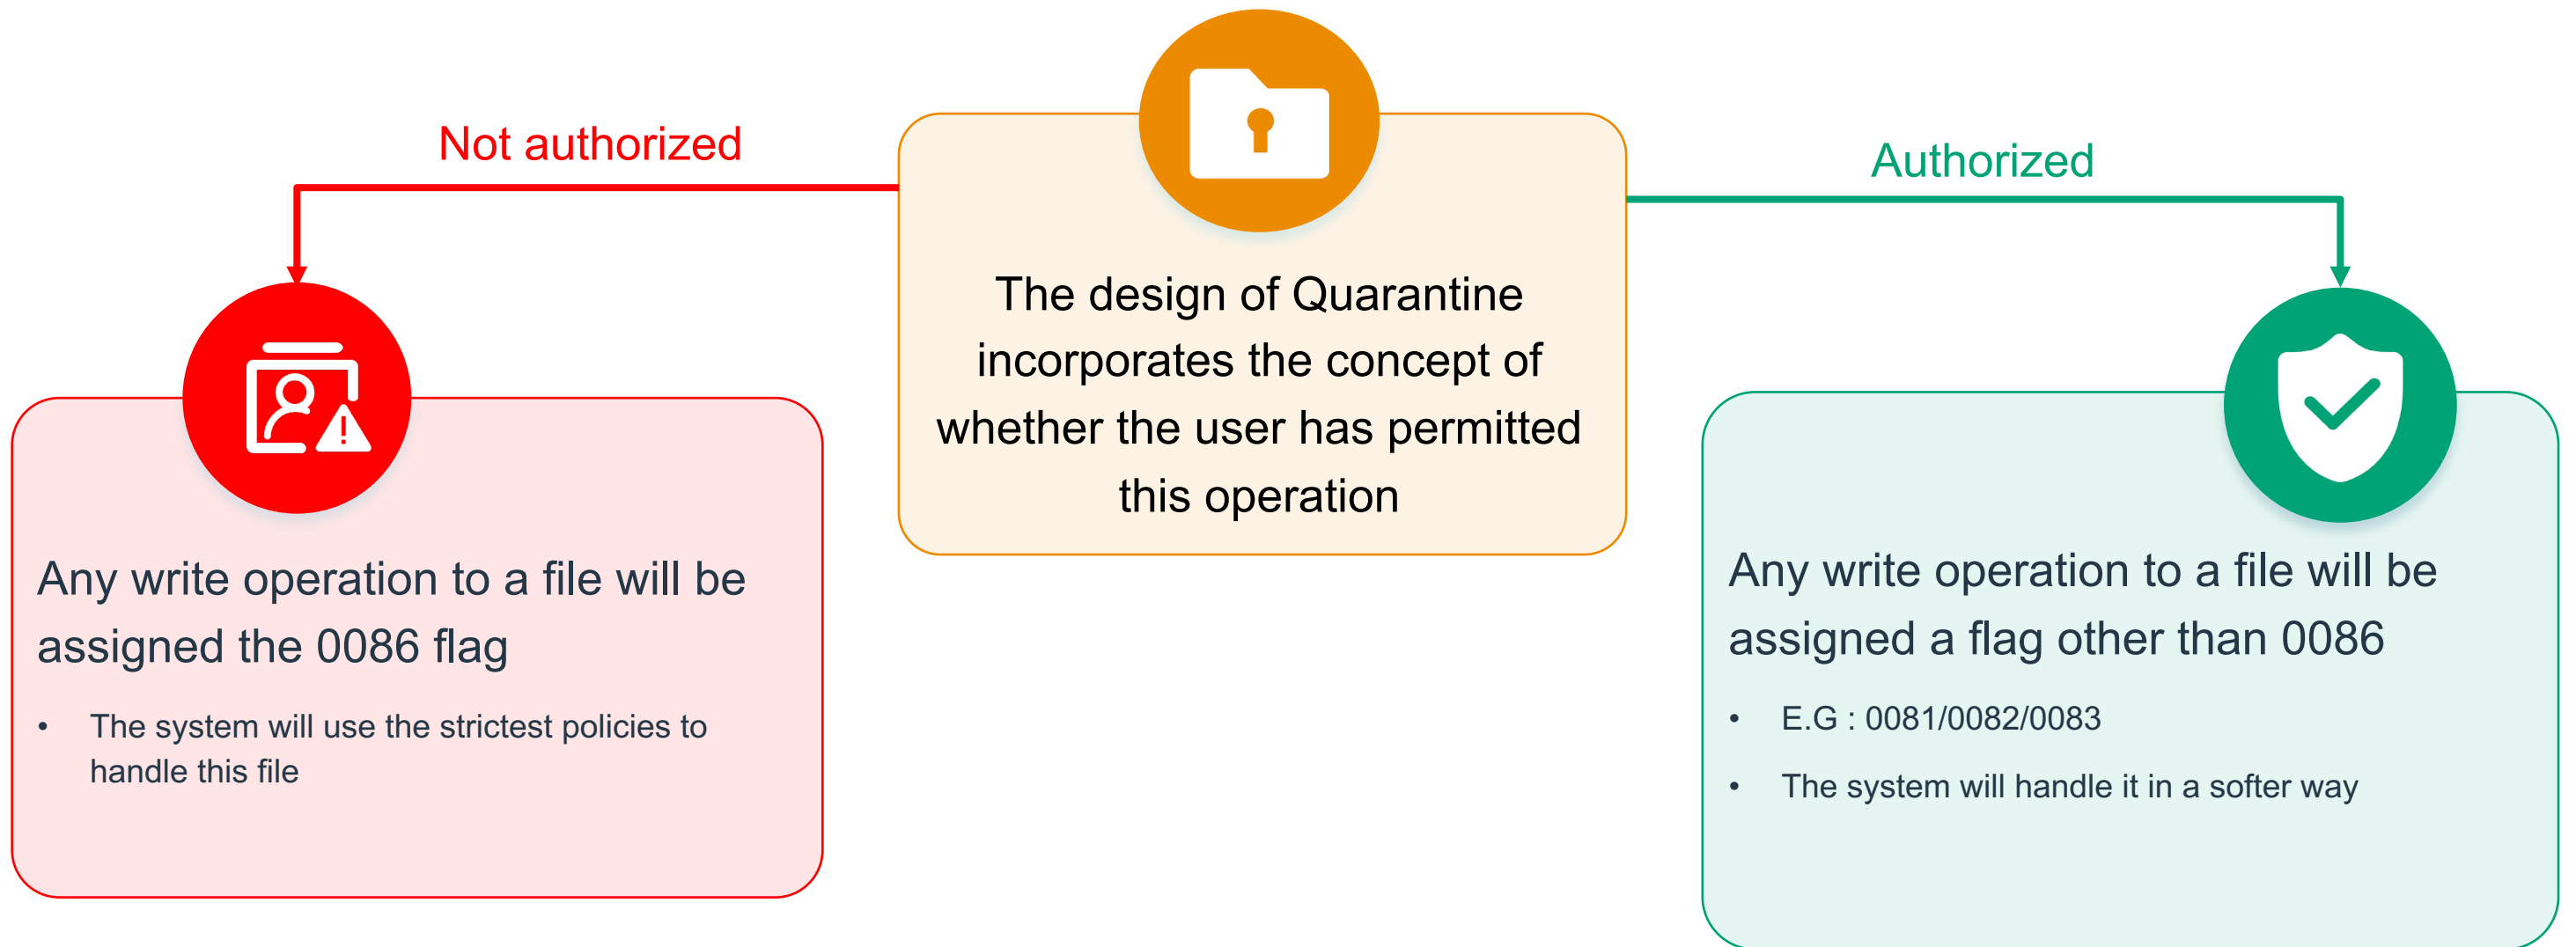 Not authorized
Authorized
The design of Quarantine
incorporates the concept of
whether the user has permitted
this operation
Any write operation to a file will be
assigned the 0086 flag
• The system will use the strictest policies to
handle this file
Any write operation to a file will be
assigned a flag other than 0086
• E.G : 0081/0082/0083
• The system will handle it in a softer way